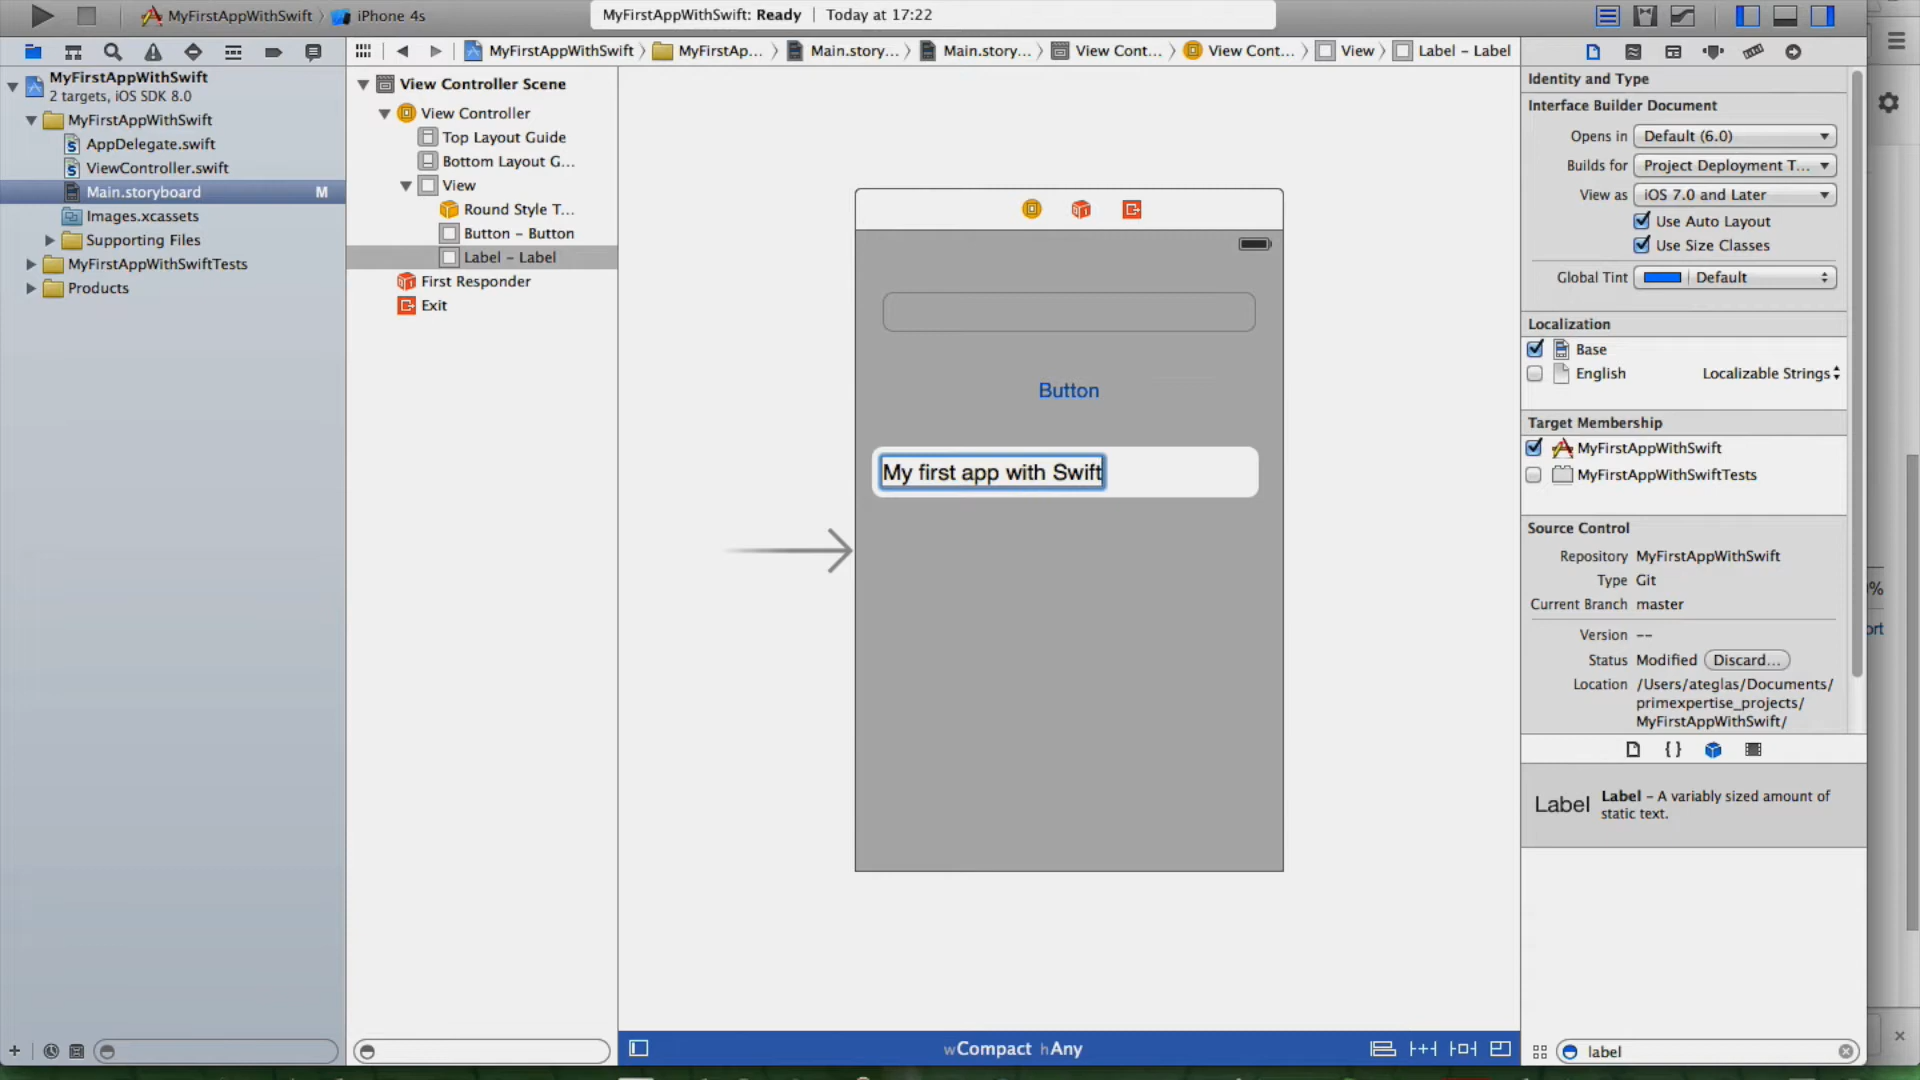 MyFirstAppWithSwift 〉 iPhone 4s
MyFirstAppWithSwift: Ready | Today at 17:22
MyFirstAppWithSwift 〉 MyFirstAp... 〉 Main.story... 〉 Main.story... 〉 View Cont... 〉 View Cont... 〉 View 〉 Label – Label
MyFirstAppWithSwift
2 targets, iOS SDK 8.0
MyFirstAppWithSwift
AppDelegate.swift
ViewController.swift
Main.storyboard M
Images.xcassets
Supporting Files
MyFirstAppWithSwiftTests
Products
View Controller Scene
View Controller
Top Layout Guide
Bottom Layout G...
View
Round Style T...
Button – Button
Label – Label
First Responder
Exit
Button
My first app with Swift
wCompact hAny
Identity and Type
Interface Builder Document
Opens in Default (6.0)
Builds for Project Deployment T...
View as iOS 7.0 and Later
Use Auto Layout
Use Size Classes
Global Tint Default
Localization
Base
English Localizable Strings
Target Membership
MyFirstAppWithSwift
MyFirstAppWithSwiftTests
Source Control
Repository MyFirstAppWithSwift
Type Git
Current Branch master
Version --
Status Modified Discard...
Location /Users/ateglas/Documents/
primexpertise_projects/
MyFirstAppWithSwift/
{ }
Label Label – A variably sized amount of
static text.
label
%
ort